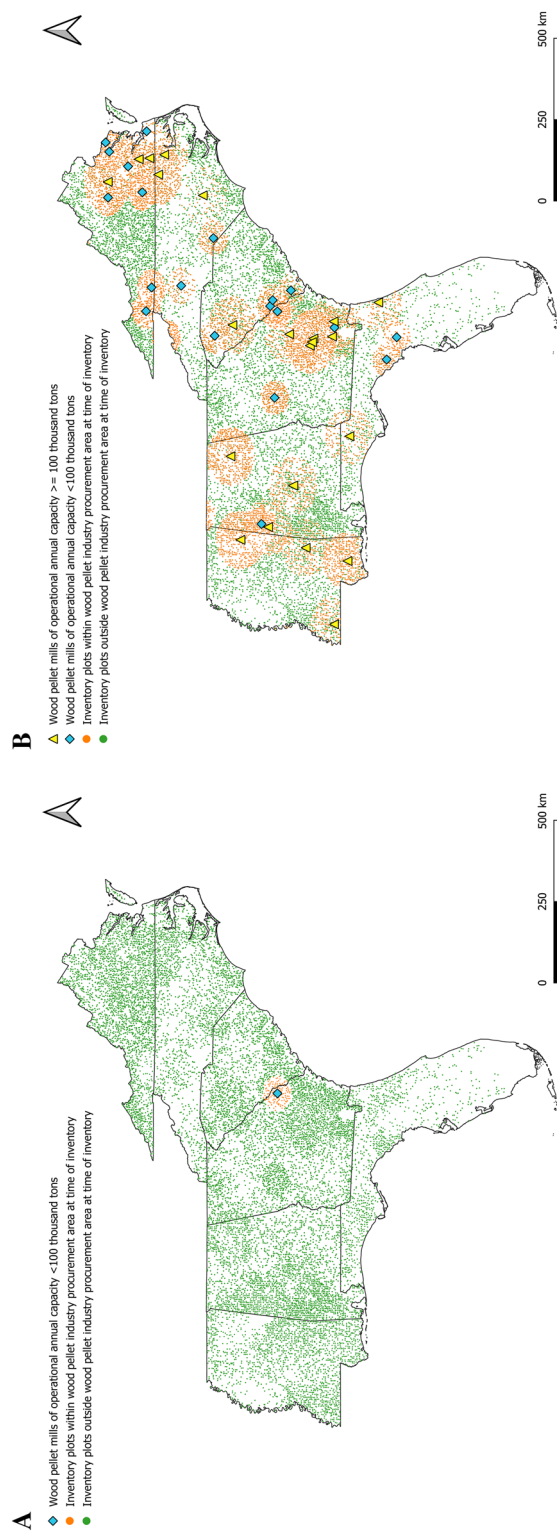 A
Wood pellet mills of operational annual capacity <100 thousand tons
Inventory plots within wood pellet industry procurement area at time of inventory
Inventory plots outside wood pellet industry procurement area at time of inventory
0 250 500 km
B
Wood pellet mills of operational annual capacity >= 100 thousand tons
Wood pellet mills of operational annual capacity <100 thousand tons
Inventory plots within wood pellet industry procurement area at time of inventory
Inventory plots outside wood pellet industry procurement area at time of inventory
0 250 500 km